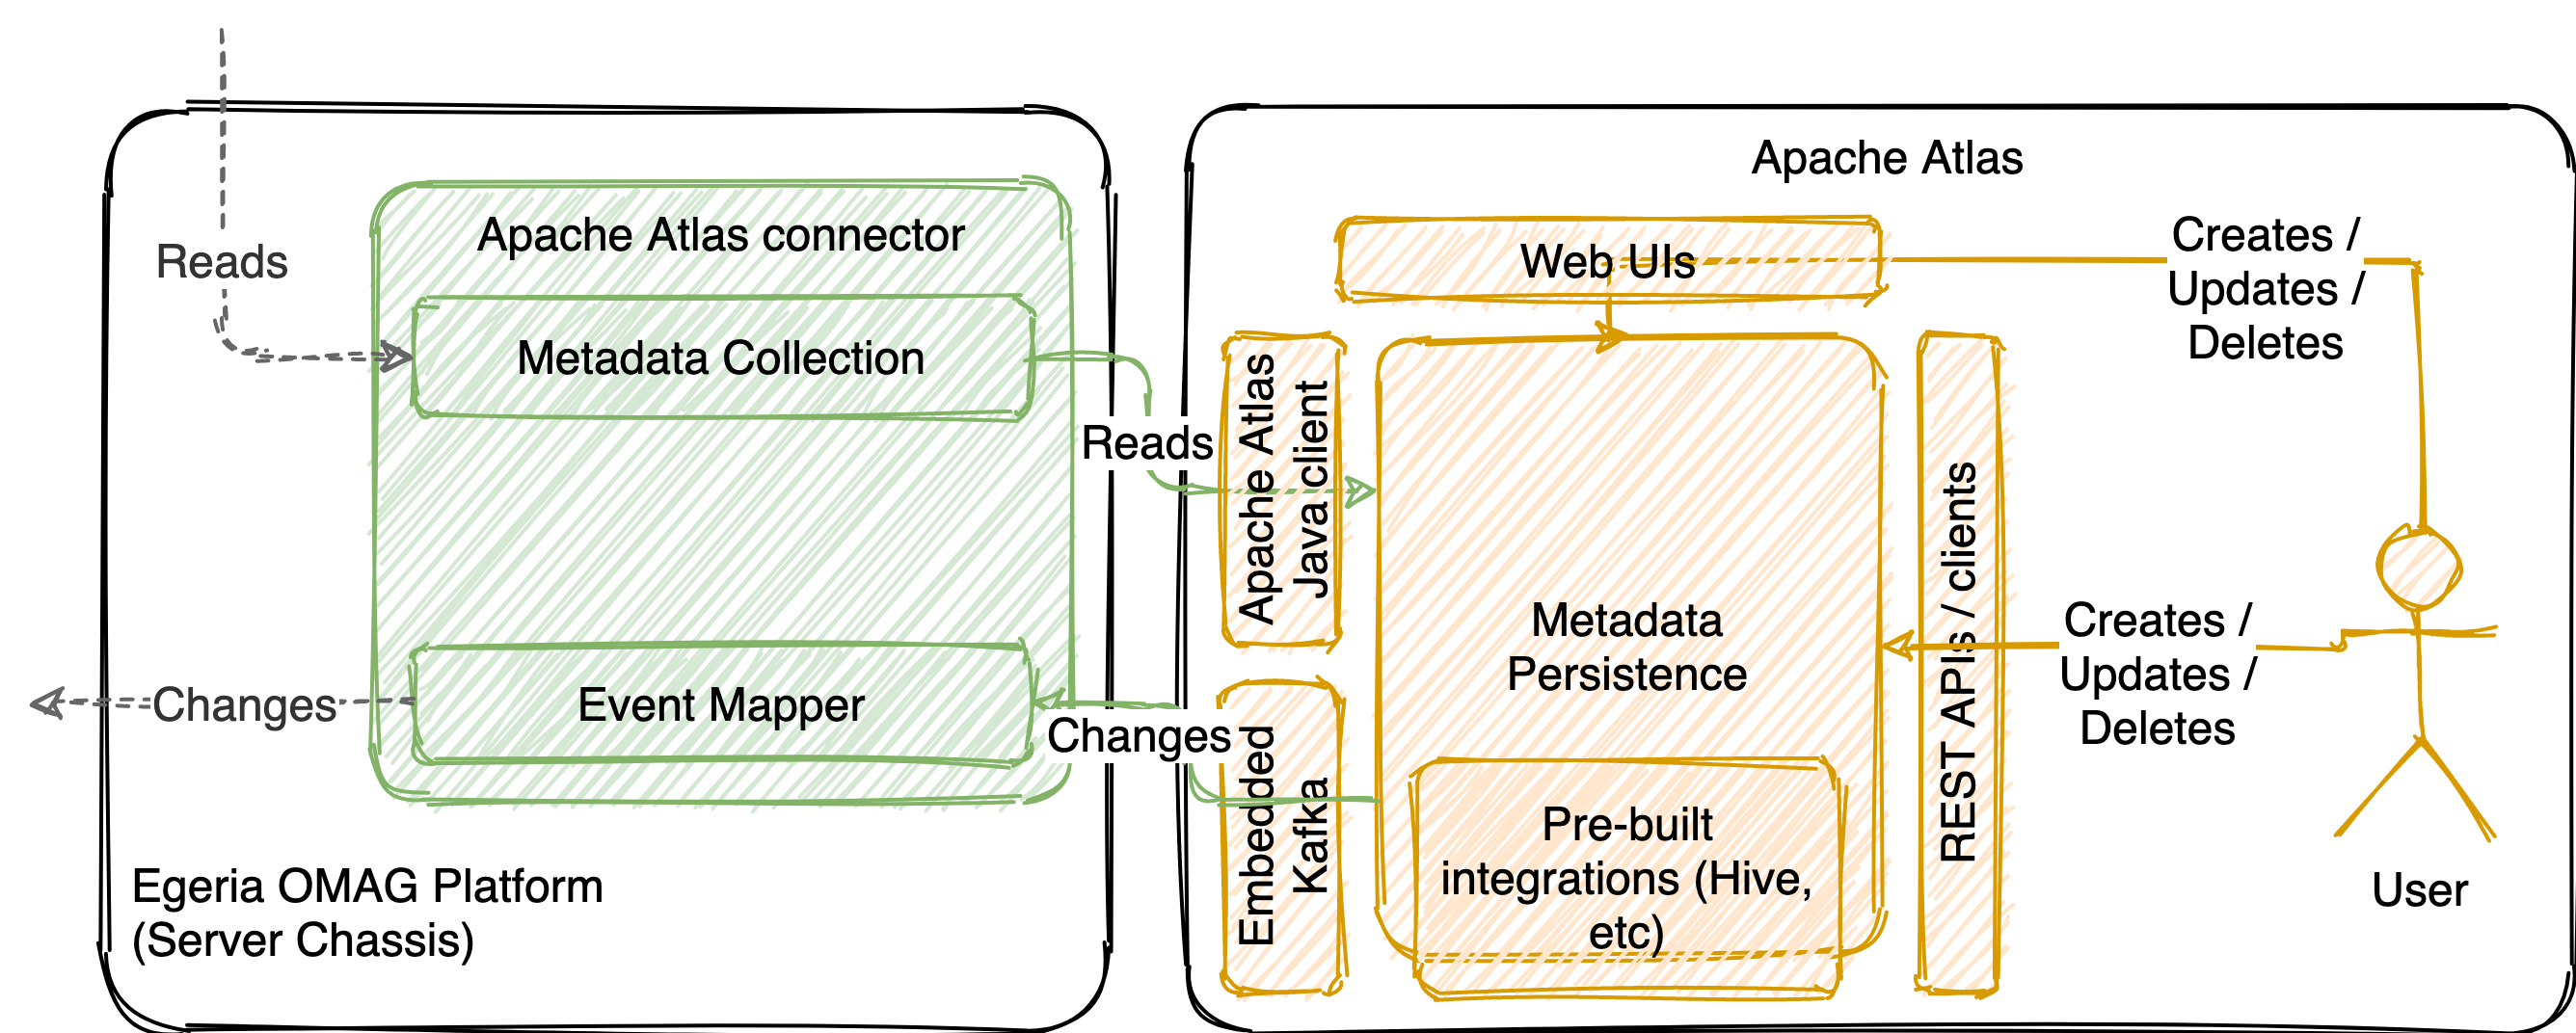 Reads
Apache Atlas connector
Metadata Collection
Event Mapper
Changes
Egeria OMAG Platform
(Server Chassis)
Reads
Changes
Apache Atlas
Web UIs
Apache Atlas
Java client
Embedded
Kafka
Metadata
Persistence
Pre-built
integrations (Hive,
etc)
REST APIs / clients
Creates /
Updates /
Deletes
Creates /
Updates /
Deletes
User